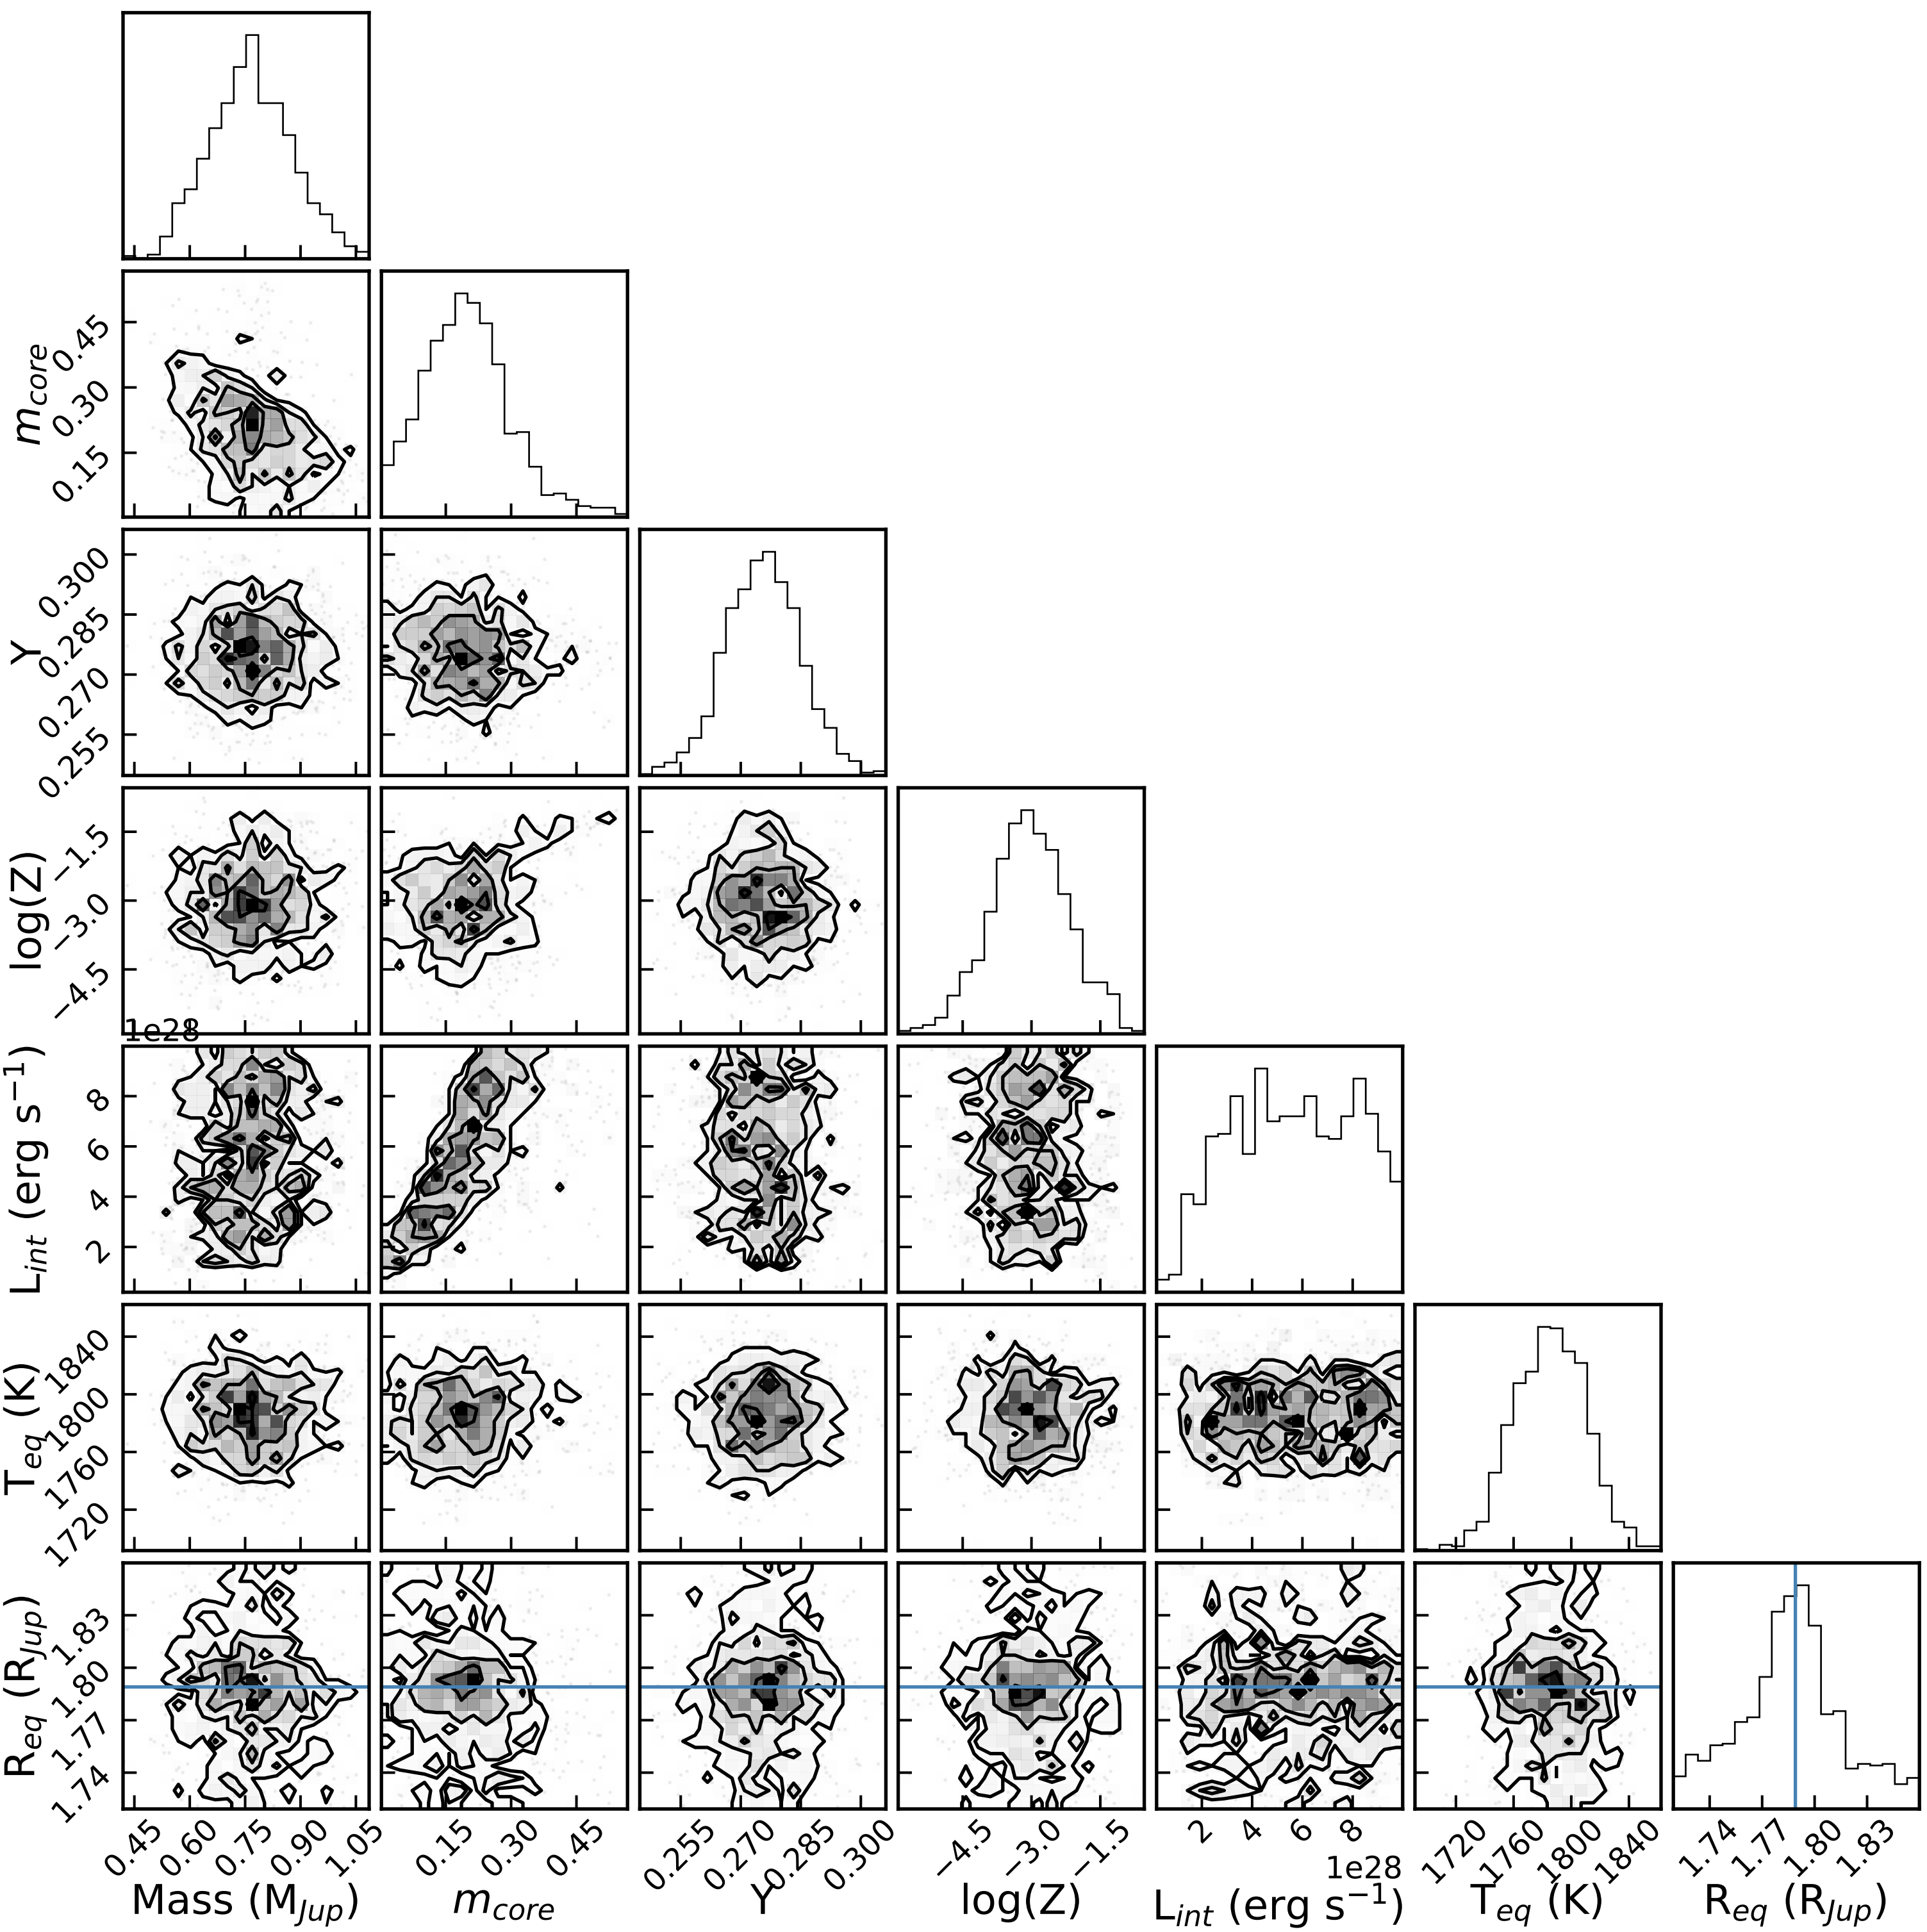 m_core
0.45
0.30
0.15
Y
0.300
0.285
0.270
0.255
log(Z)
−1.5
−3.0
−4.5
1e28
L_int (erg s⁻¹)
8
6
4
2
T_eq (K)
1840
1800
1760
1720
R_eq (R_Jup)
1.83
1.80
1.77
1.74
0.45 0.60 0.75 0.90 1.05 0.15 0.30 0.45 0.255 0.270 0.285 0.300 −4.5 −3.0 −1.5 2 4 6 8 1720 1760 1800 1840 1.74 1.77 1.80 1.83
1e28
Mass (M_Jup) m_core Y log(Z) L_int (erg s⁻¹) T_eq (K) R_eq (R_Jup)